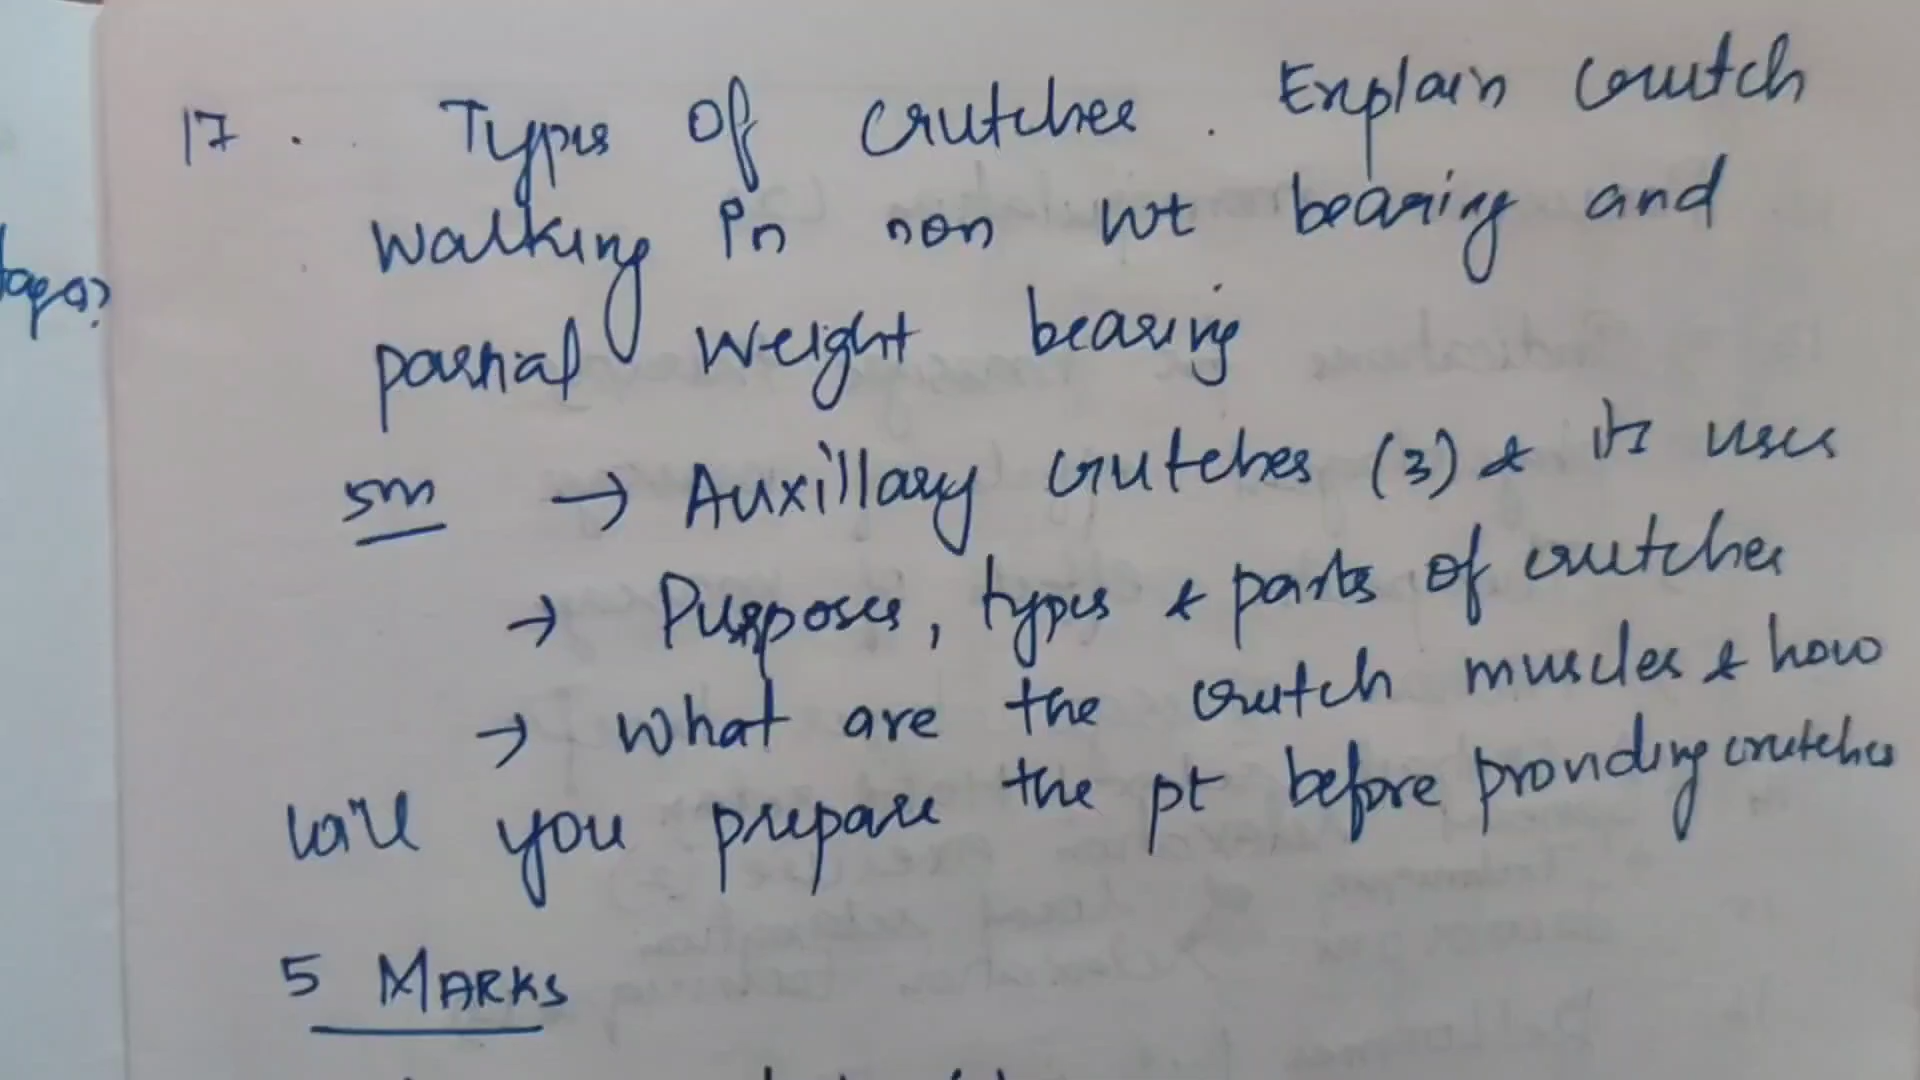 17. Types Of Crutches. Explain Crutch
Walking in non wt bearing and
partial weight bearing
5m → Auxillary crutches (3) & its uses
→ Purposes, types & parts of crutches
→ What are the crutch muscles & how
will you prepare the pt before providing crutches
5 MARKS